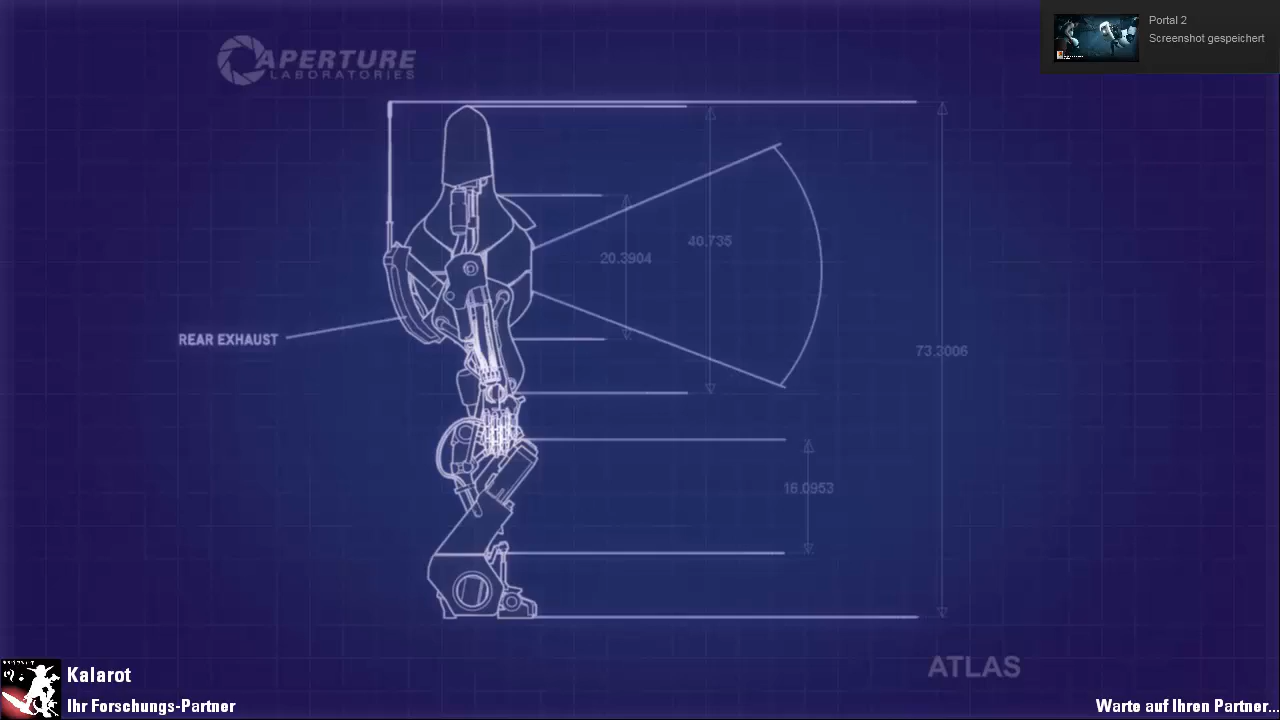 APERTURE
LABORATORIES
Portal 2
Screenshot gespeichert
40.735
20.3904
REAR EXHAUST
73.3006
16.0953
ATLAS
Kalarot
Ihr Forschungs-Partner
Warte auf Ihren Partner...